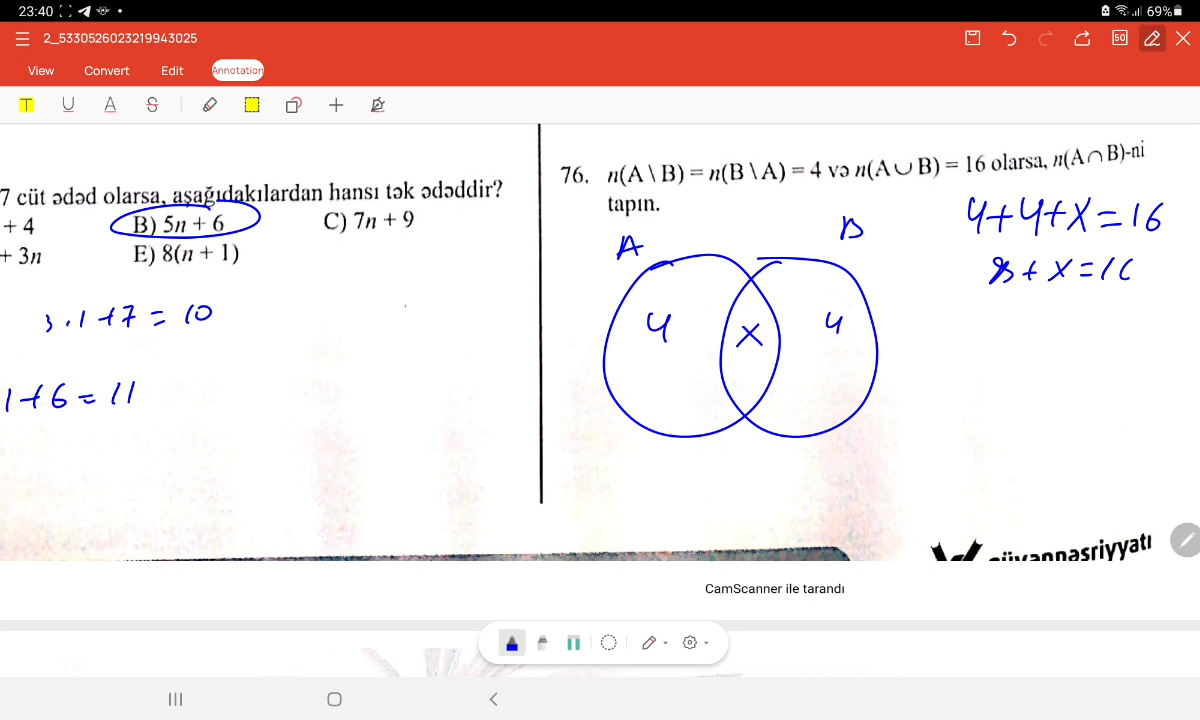 23:40 69%
2_5330526023219943025 50
View Convert Edit Annotation
T U A S
7 cüt ədəd olarsa, aşağıdakılardan hansı tək ədəddir?
+ 4 B) 5n + 6 C) 7n + 9
+ 3n E) 8(n + 1)
3.1+7=10
1+6=11
76. n(A \ B) = n(B \ A) = 4 və n(A ∪ B) = 16 olarsa, n(A ∩ B)-ni
tapın.
4+4+x=16
8+x=16
A B
4 x 4
CamScanner ile tarandı